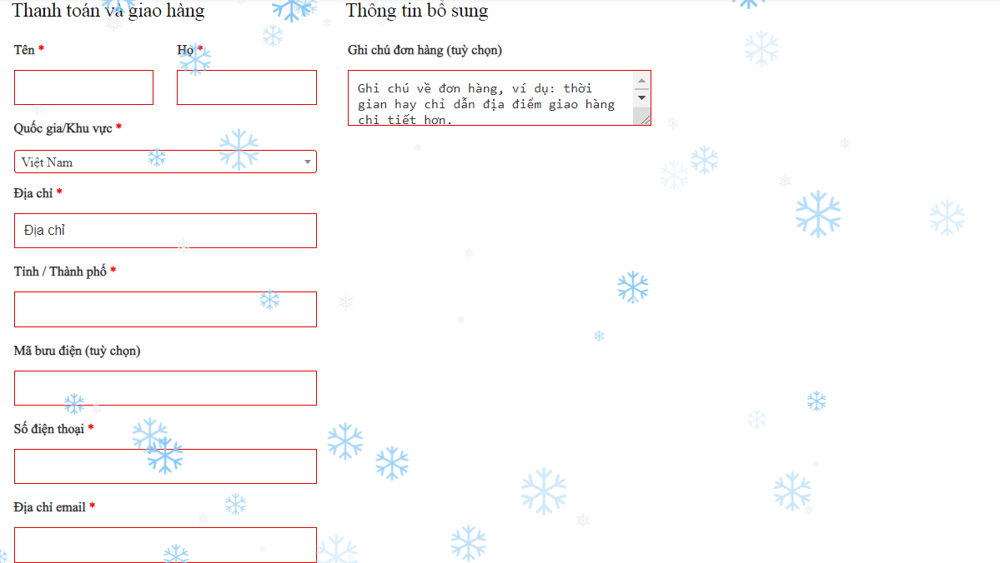 Thanh toán và giao hàng
Tên *
Họ *
Quốc gia/Khu vực *
Việt Nam
Địa chỉ *
Địa chỉ
Tỉnh / Thành phố *
Mã bưu điện (tuỳ chọn)
Số điện thoại *
Địa chỉ email *
Thông tin bổ sung
Ghi chú đơn hàng (tuỳ chọn)
Ghi chú về đơn hàng, ví dụ: thời
gian hay chỉ dẫn địa điểm giao hàng
chi tiết hơn.